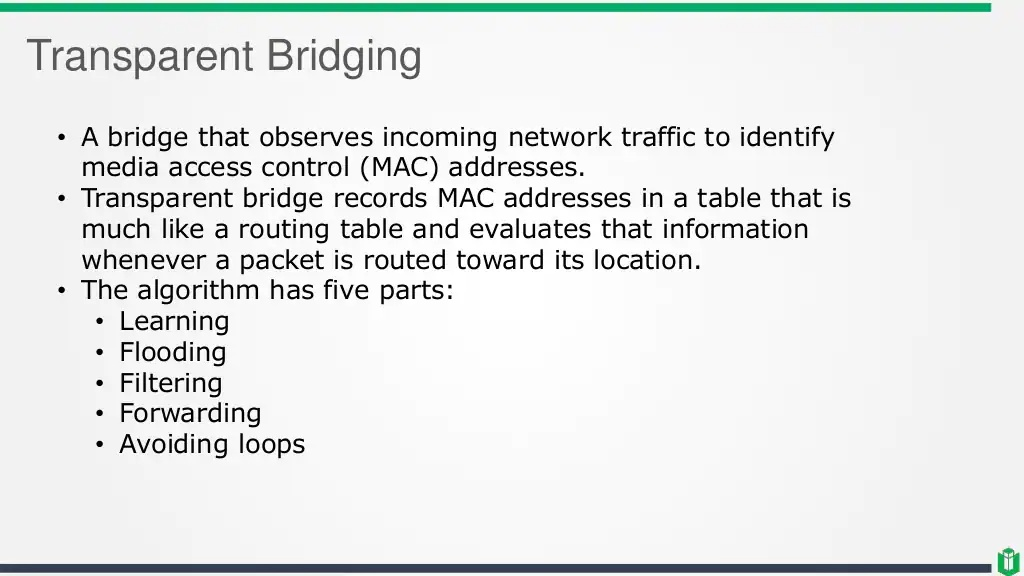 Transparent Bridging
• A bridge that observes incoming network traffic to identify
media access control (MAC) addresses.
• Transparent bridge records MAC addresses in a table that is
much like a routing table and evaluates that information
whenever a packet is routed toward its location.
• The algorithm has five parts:
• Learning
• Flooding
• Filtering
• Forwarding
• Avoiding loops